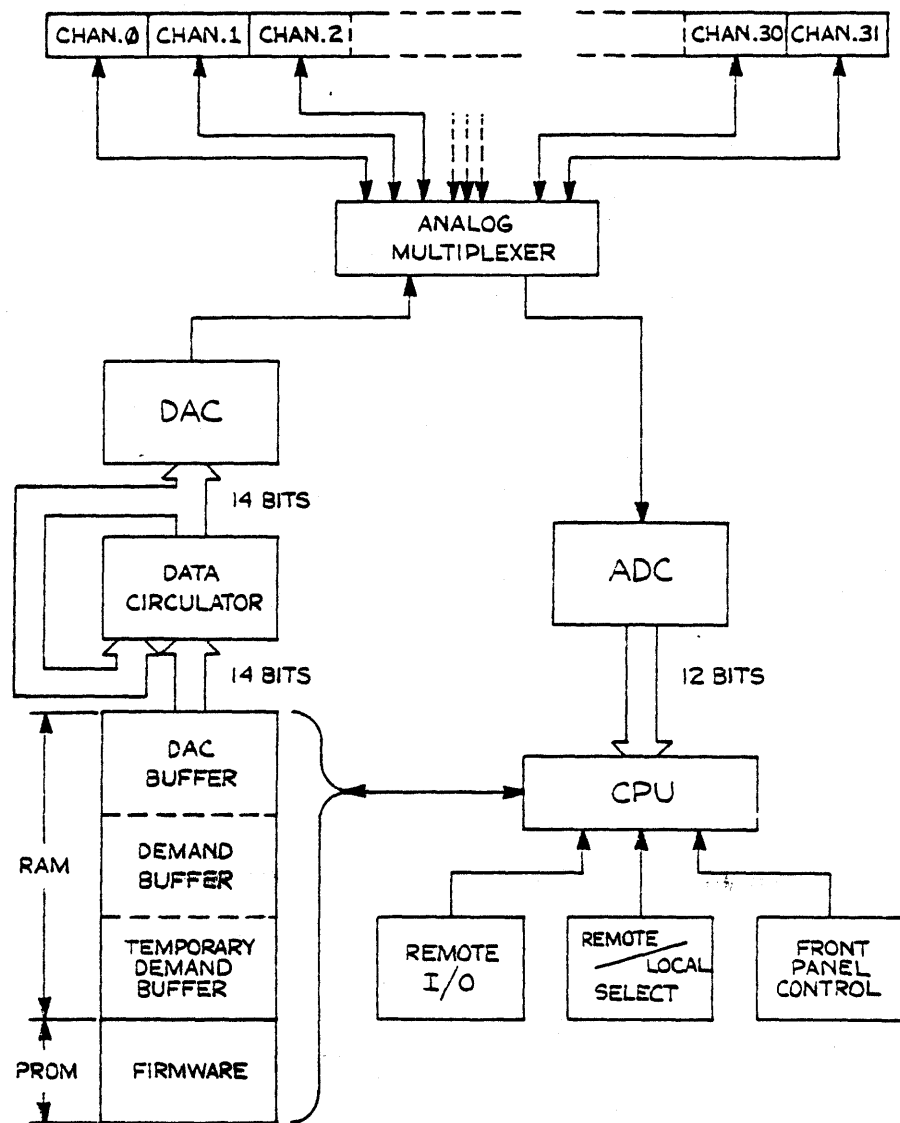 CHAN.Ø CHAN.1 CHAN.2 CHAN.30 CHAN.31
ANALOG
MULTIPLEXER
DAC
14 BITS
DATA
CIRCULATOR
ADC
14 BITS
12 BITS
DAC
BUFFER
CPU
RAM
DEMAND
BUFFER
TEMPORARY
DEMAND
BUFFER
REMOTE
I/O
REMOTE
LOCAL
SELECT
FRONT
PANEL
CONTROL
PROM
FIRMWARE